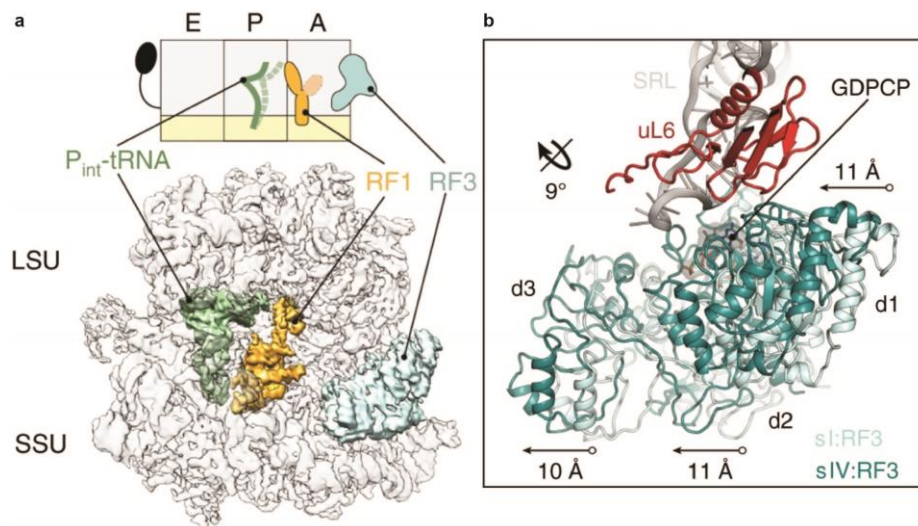 a
E P A
P_int-tRNA
RF1
RF3
LSU
SSU
b
SRL
GDPCP
uL6
9°
11 Å
d3
d1
d2
sI:RF3
sIV:RF3
10 Å
11 Å